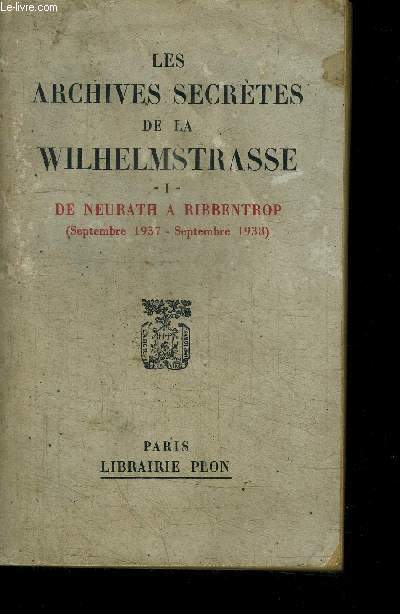 © Le-livre.com
LES
ARCHIVES SECRÈTES
DE LA
WILHELMSTRASSE
- I -
DE NEURATH A RIBBENTROP
(Septembre 1937 - Septembre 1938)
PARIS
LIBRAIRIE PLON